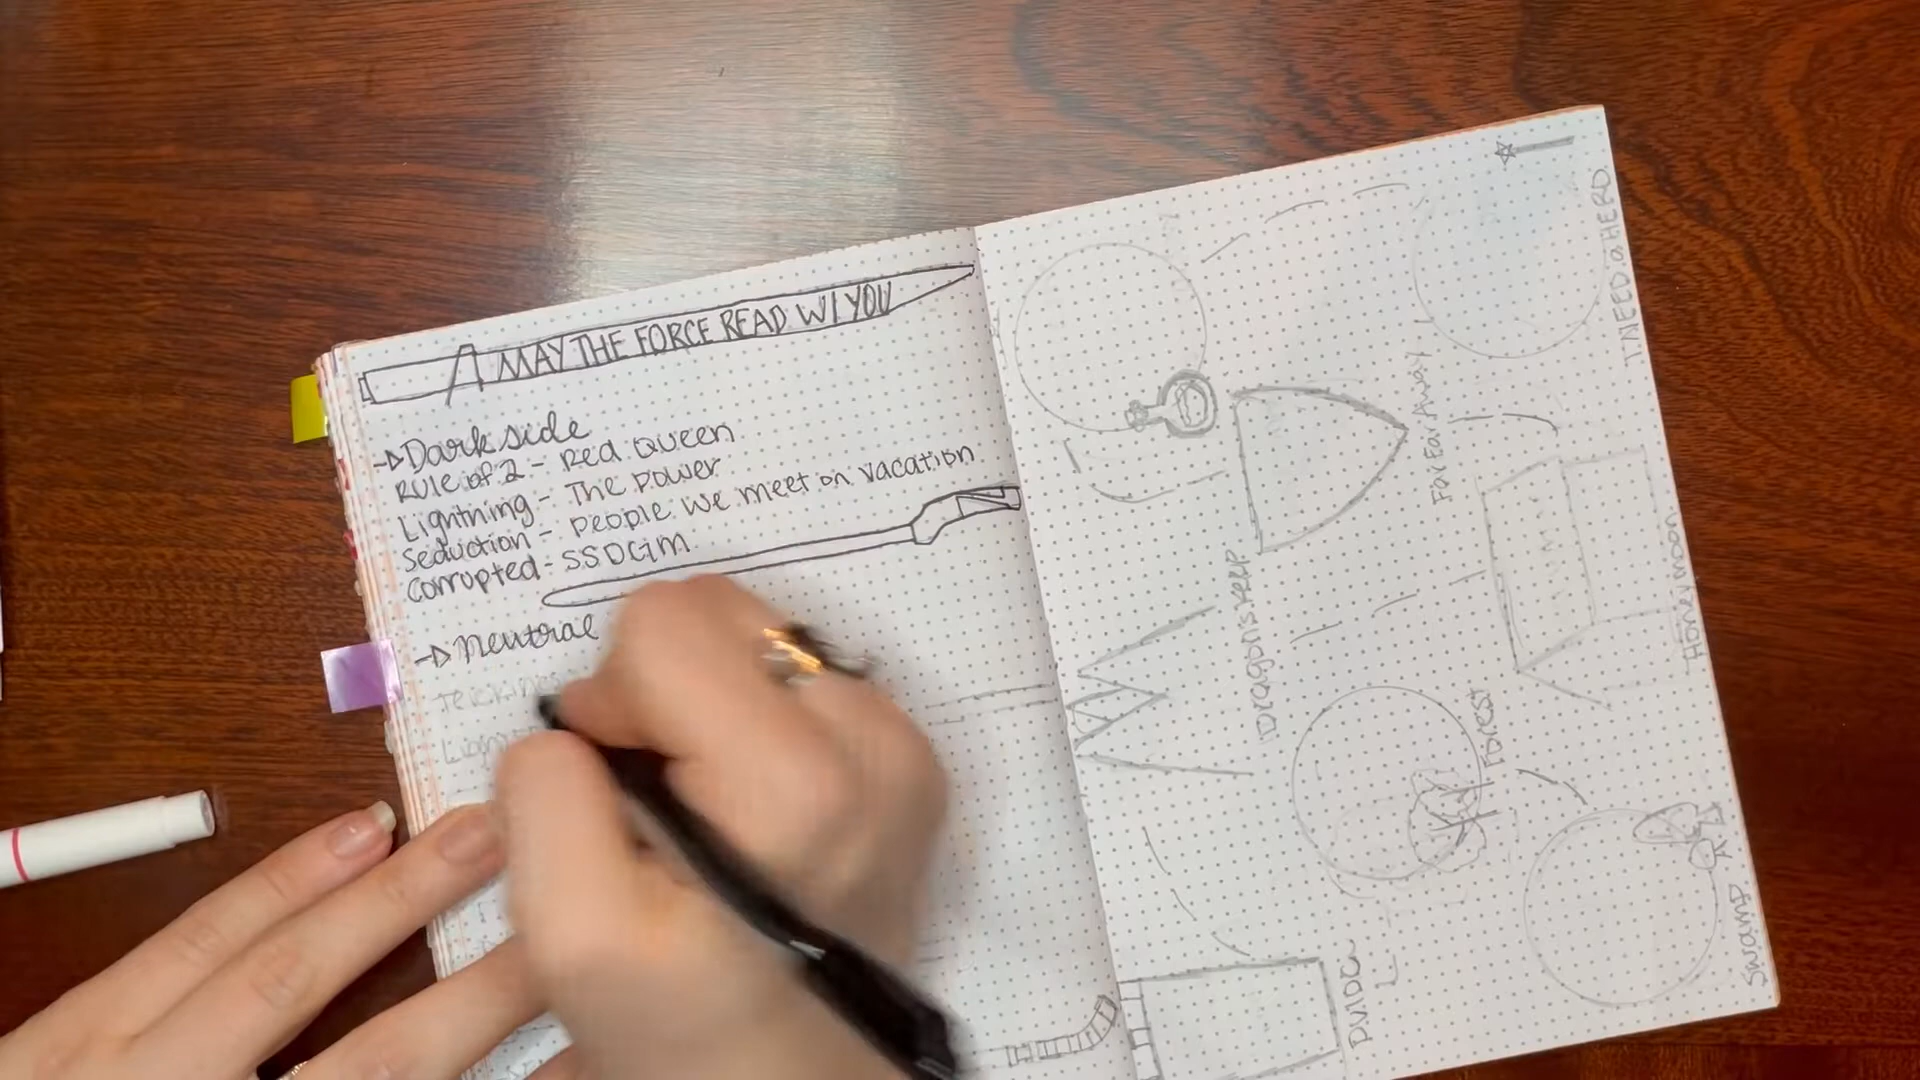 MAY THE FORCE READ W/ YOU
Dark side
Rule of 2 - Red Queen
Lightning - The Power
Seduction - People we meet on vacation
Corrupted - SSDGM
Neutral
I NEED a HERO
Far Far Away
Dragons Keep
Honeymoon
Forest
Swamp
Duloc